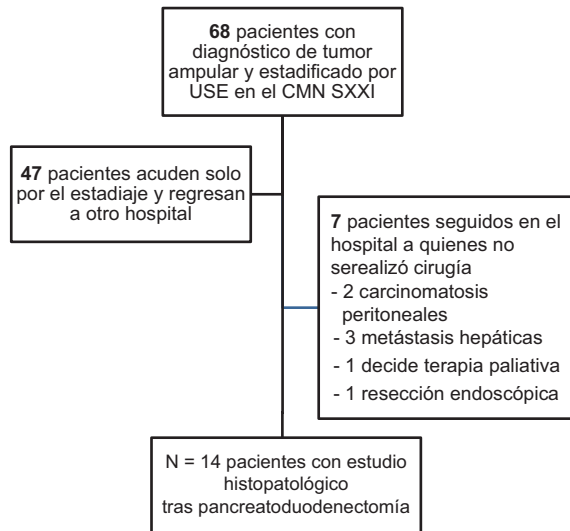 68 pacientes con
diagnóstico de tumor
ampular y estadificado por
USE en el CMN SXXI
47 pacientes acuden solo
por el estadiaje y regresan
a otro hospital
7 pacientes seguidos en el
hospital a quienes no
serealizó cirugía
- 2 carcinomatosis
peritoneales
- 3 metástasis hepáticas
- 1 decide terapia paliativa
- 1 resección endoscópica
N = 14 pacientes con estudio
histopatológico
tras pancreatoduodenectomía